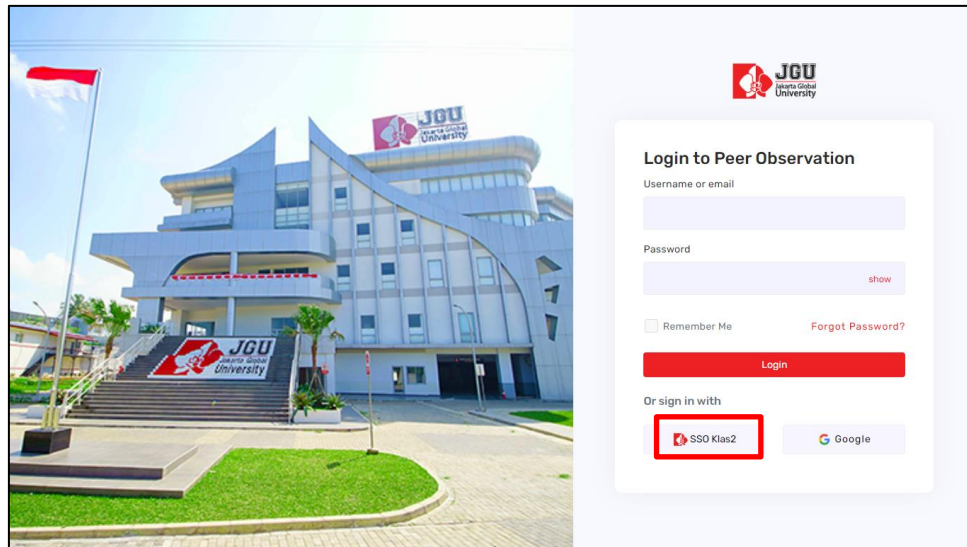 JGU
Jakarta Global
University
JGU
Jakarta Global
University
JGU
Jakarta Global
University
Login to Peer Observation
Username or email
Password
show
Remember Me
Forgot Password?
Login
Or sign in with
SSO Klas2
Google